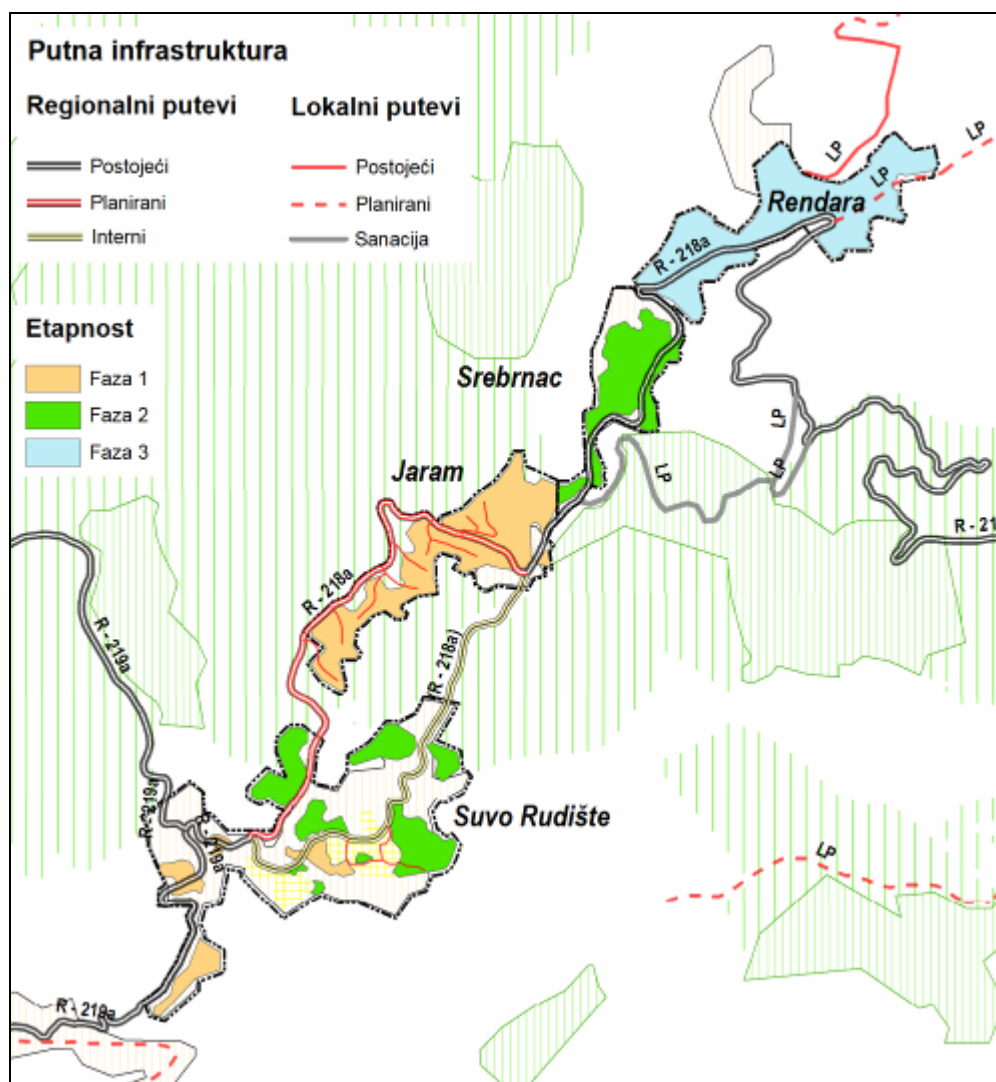 Putna infrastruktura
Regionalni putevi
Postojeći
Planirani
Interni
Lokalni putevi
Postojeći
Planirani
Sanacija
Etapnost
Faza 1
Faza 2
Faza 3
LP
LP
LP
Rendara
R - 218a
Srebrnac
LP
LP
LP
Jaram
R - 21
R - 218a
(R - 218a)
R - 219a
R - 219a
219a
Suvo Rudište
LP
R - 219a